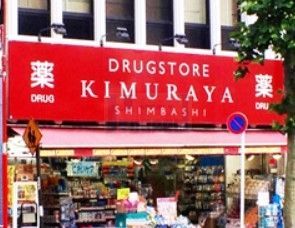 DRUGSTORE
薬 KIMURAYA 薬
DRUG SHIMBASHI DRU